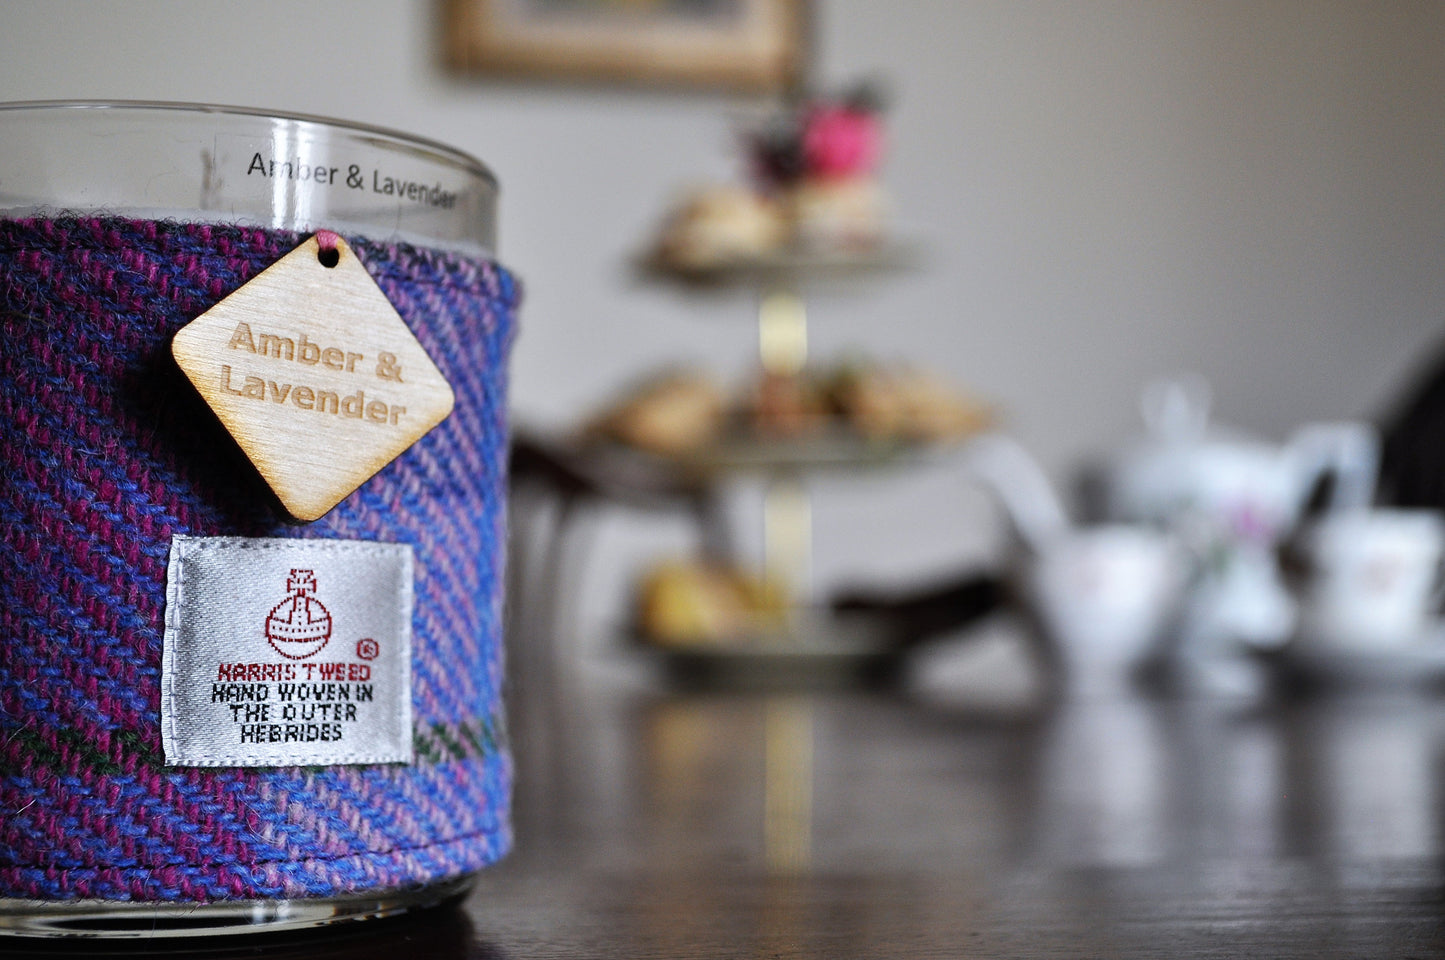 Amber & Lavender
Amber &
Lavender
®
HARRIS TWEED
HAND WOVEN IN
THE OUTER
HEBRIDES